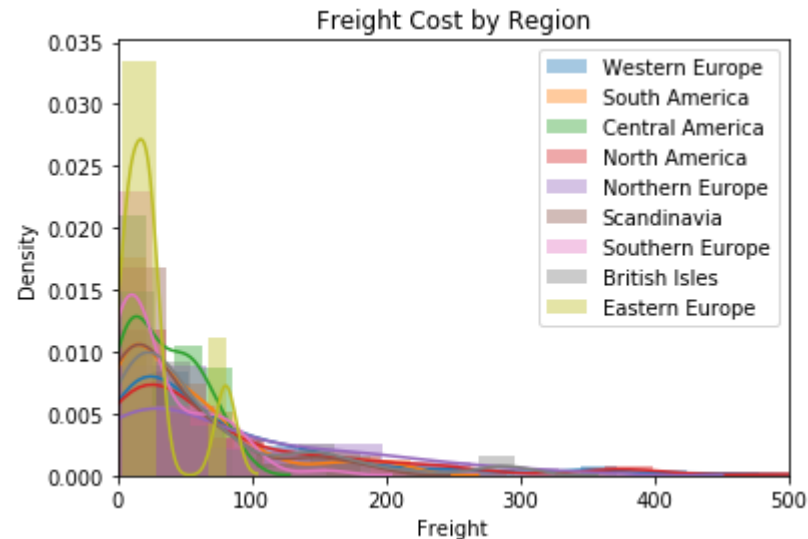 Freight Cost by Region
0.035
0.030
0.025
0.020
0.015
0.010
0.005
0.000
Density
Western Europe
South America
Central America
North America
Northern Europe
Scandinavia
Southern Europe
British Isles
Eastern Europe
0 100 200 300 400 500
Freight